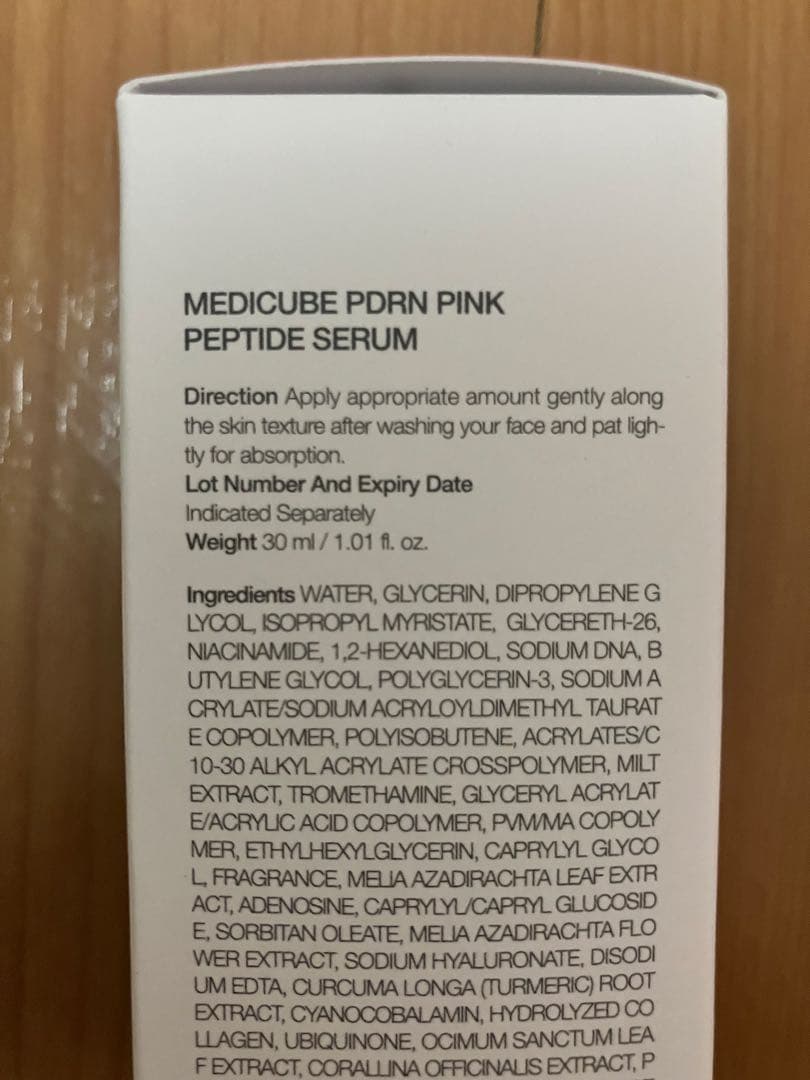 MEDICUBE PDRN PINK
PEPTIDE SERUM
Direction Apply appropriate amount gently along
the skin texture after washing your face and pat ligh-
tly for absorption.
Lot Number And Expiry Date
Indicated Separately
Weight 30 ml / 1.01 fl. oz.
Ingredients WATER, GLYCERIN, DIPROPYLENE G
LYCOL, ISOPROPYL MYRISTATE, GLYCERETH-26,
NIACINAMIDE, 1,2-HEXANEDIOL, SODIUM DNA, B
UTYLENE GLYCOL, POLYGLYCERIN-3, SODIUM A
CRYLATE/SODIUM ACRYLOYLDIMETHYL TAURAT
E COPOLYMER, POLYISOBUTENE, ACRYLATES/C
10-30 ALKYL ACRYLATE CROSSPOLYMER, MILT
EXTRACT, TROMETHAMINE, GLYCERYL ACRYLAT
E/ACRYLIC ACID COPOLYMER, PVM/MA COPOLY
MER, ETHYLHEXYLGLYCERIN, CAPRYLYL GLYCO
L, FRAGRANCE, MELIA AZADIRACHTA LEAF EXTR
ACT, ADENOSINE, CAPRYLYL/CAPRYL GLUCOSID
E, SORBITAN OLEATE, MELIA AZADIRACHTA FLO
WER EXTRACT, SODIUM HYALURONATE, DISODI
UM EDTA, CURCUMA LONGA (TURMERIC) ROOT
EXTRACT, CYANOCOBALAMIN, HYDROLYZED CO
LLAGEN, UBIQUINONE, OCIMUM SANCTUM LEA
F EXTRACT, CORALLINA OFFICINALIS EXTRACT, P